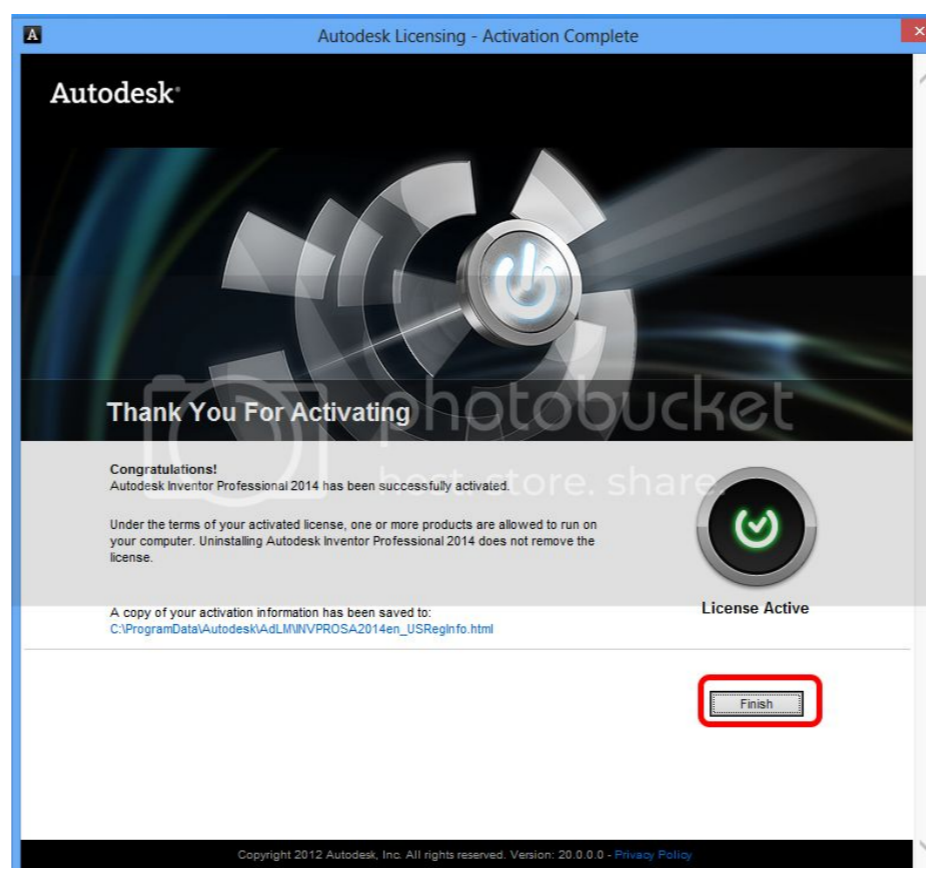 Autodesk Licensing - Activation Complete
Autodesk®
Thank You For Activating
photobucket
host. store. share.
Congratulations!
Autodesk Inventor Professional 2014 has been successfully activated.
Under the terms of your activated license, one or more products are allowed to run on
your computer. Uninstalling Autodesk Inventor Professional 2014 does not remove the
license.
License Active
A copy of your activation information has been saved to:
C:\ProgramData\Autodesk\AdLM\INVPROSA2014en_USRegInfo.html
Finish
Copyright 2012 Autodesk, Inc. All rights reserved. Version: 20.0.0.0 - Privacy Policy